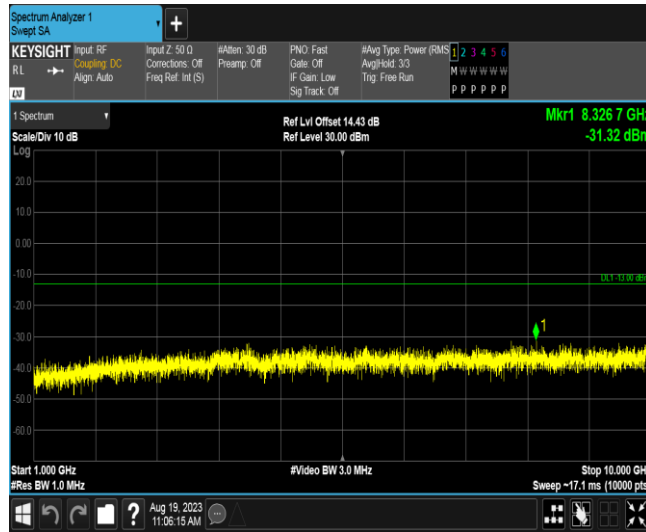 Spectrum Analyzer 1
Swept SA
+
KEYSIGHT Input: RF Input Z: 50 Ω #Atten: 30 dB PNO: Fast #Avg Type: Power (RMS 1 2 3 4 5 6
RL Coupling: DC Corrections: Off Preamp: Off Gate: Off Avg|Hold: 3/3 M W W W W W
Align: Auto Freq Ref: Int (S) IF Gain: Low Trig: Free Run
Sig Track: Off P P P P P P
LXI
1 Spectrum Ref Lvl Offset 14.43 dB Mkr1 8.326 7 GHz
Scale/Div 10 dB Ref Level 30.00 dBm -31.32 dBm
Log
20.0
10.0
0.00
-10.0
DL1 -13.00 dBm
-20.0
-30.0
1
-40.0
-50.0
-60.0
Start 1.000 GHz #Video BW 3.0 MHz Stop 10.000 GHz
#Res BW 1.0 MHz Sweep ~17.1 ms (10000 pts
? Aug 19, 2023
11:06:15 AM